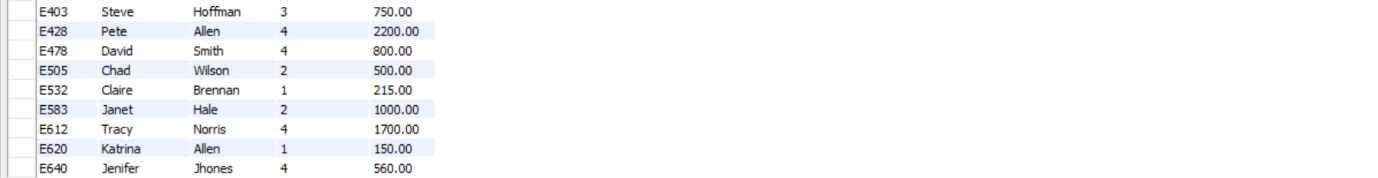 E403 Steve Hoffman 3 750.00
E428 Pete Allen 4 2200.00
E478 David Smith 4 800.00
E505 Chad Wilson 2 500.00
E532 Claire Brennan 1 215.00
E583 Janet Hale 2 1000.00
E612 Tracy Norris 4 1700.00
E620 Katrina Allen 1 150.00
E640 Jenifer Jhones 4 560.00